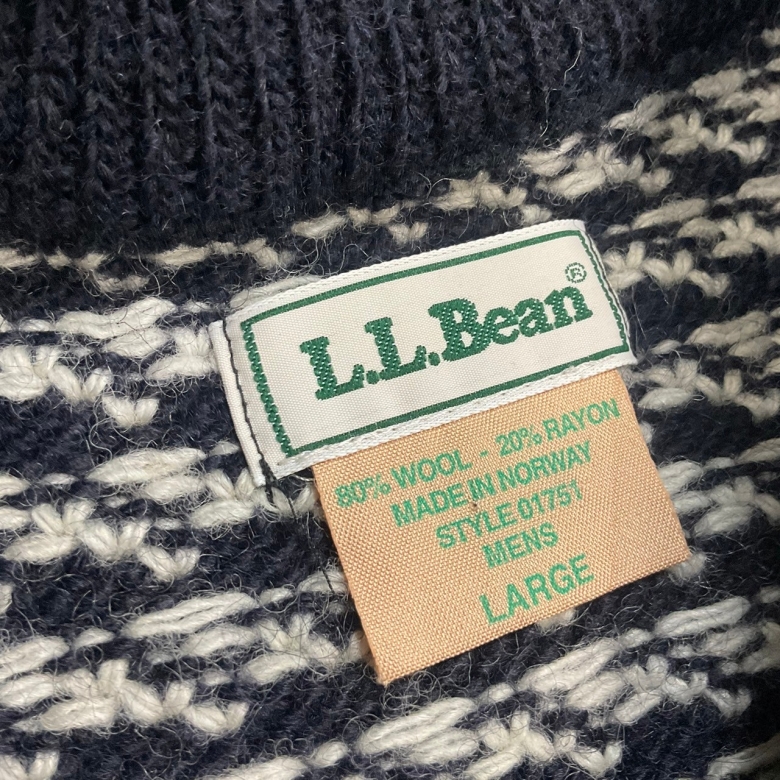 L.L.Bean®
80% WOOL - 20% RAYON
MADE IN NORWAY
STYLE 01751
MENS
LARGE